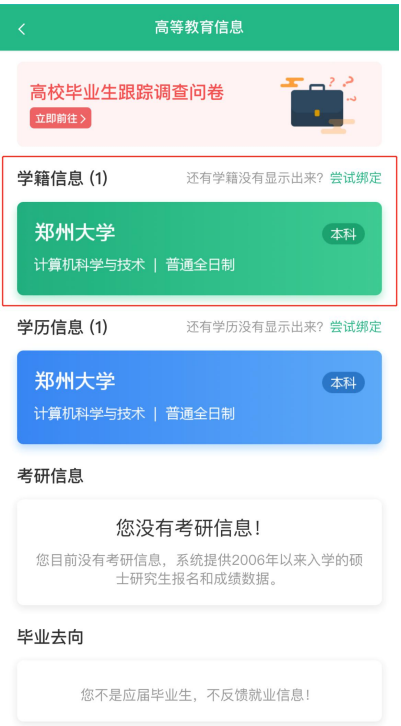 高等教育信息
高校毕业生跟踪调查问卷
立即前往>
学籍信息 (1) 还有学籍没有显示出来? 尝试绑定
郑州大学 本科
计算机科学与技术 | 普通全日制
学历信息 (1) 还有学历没有显示出来? 尝试绑定
郑州大学 本科
计算机科学与技术 | 普通全日制
考研信息
您没有考研信息!
您目前没有考研信息，系统提供2006年以来入学的硕
士研究生报名和成绩数据。
毕业去向
您不是应届毕业生，不反馈就业信息!